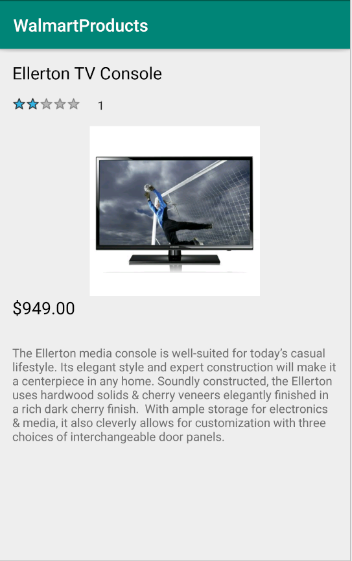 WalmartProducts
Ellerton TV Console
1
$949.00
The Ellerton media console is well-suited for today's casual
lifestyle. Its elegant style and expert construction will make it
a centerpiece in any home. Soundly constructed, the Ellerton
uses hardwood solids & cherry veneers elegantly finished in
a rich dark cherry finish.  With ample storage for electronics
& media, it also cleverly allows for customization with three
choices of interchangeable door panels.